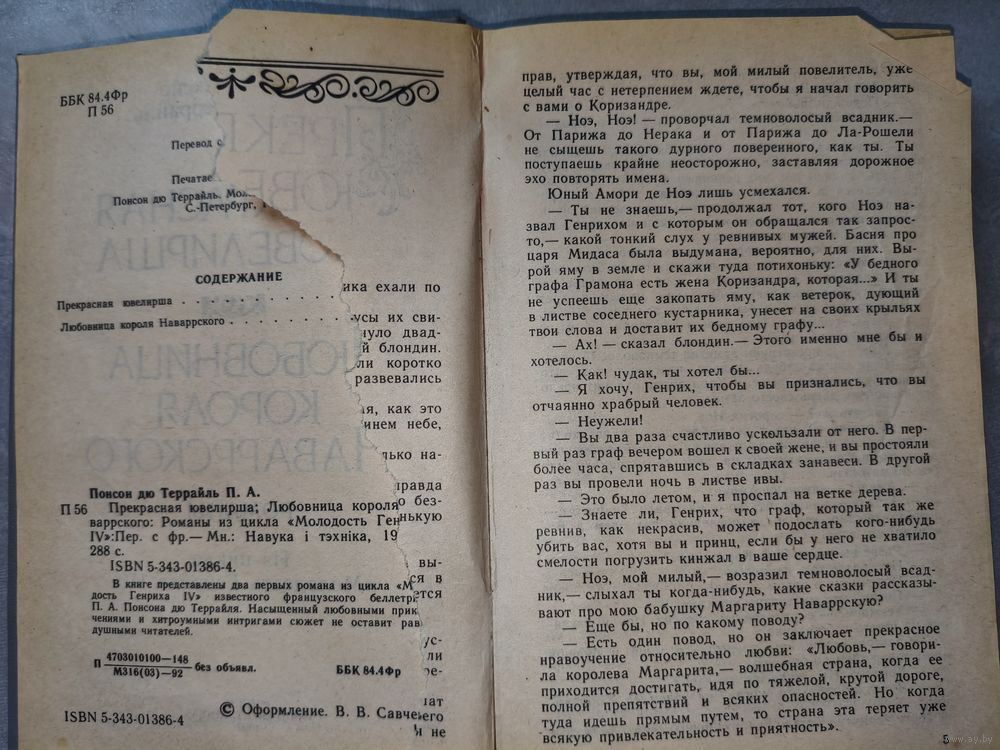 ББК 84.4Фр
П 56
Перевод с
Печатае
Понсон дю Террайль. Мол
С.-Петербург, 1
СОДЕРЖАНИЕ
Прекрасная ювелирша . . . . . . . . .
Любовница короля Наваррского . . . . . . . .
Понсон дю Террайль П. А.
П 56 Прекрасная ювелирша; Любовница короля
варрского: Романы из цикла «Молодость Ген
IV»:Пер. с фр.— Мн.: Навука і тэхніка, 19
288 с.
ISBN 5-343-01386-4.
В книге представлены два первых романа из цикла «М
дость Генриха IV» известного французского беллетри
П. А. Понсона дю Террайля. Насыщенный любовными прик
чениями и хитроумными интригами сюжет не оставит рав
душными читателей.
П 4703010100—148
М316(03)—92 без объявл.
ББК 84.4Фр
ISBN 5-343-01386-4
© Оформление. В. В. Савче
ика ехали по
усы их сви-
нуло двад-
й блондин.
ли коротко
развевались
ия, как это
инем небе,
лько на-
правда
о без-
нькую
вы-
ся в
ется
ус-
ли
ре-
лат
его
и не
прав, утверждая, что вы, мой милый повелитель, уже
целый час с нетерпением ждете, чтобы я начал говорить
с вами о Коризандре.
— Ноэ, Ноэ! — проворчал темноволосый всадник.—
От Парижа до Нерака и от Парижа до Ла-Рошели
не сыщешь такого дурного поверенного, как ты. Ты
поступаешь крайне неосторожно, заставляя дорожное
эхо повторять имена.
Юный Амори де Ноэ лишь усмехался.
— Ты не знаешь,— продолжал тот, кого Ноэ на-
звал Генрихом и с которым он обращался так запрос-
то,— какой тонкий слух у ревнивых мужей. Басня про
царя Мидаса была выдумана, вероятно, для них. Вы-
рой яму в земле и скажи туда потихоньку: «У бедного
графа Грамона есть жена Коризандра, которая...» И ты
не успеешь еще закопать яму, как ветерок, дующий
в листве соседнего кустарника, унесет на своих крыльях
твои слова и доставит их бедному графу...
— Ах! — сказал блондин.— Этого именно мне бы и
хотелось.
— Как! чудак, ты хотел бы...
— Я хочу, Генрих, чтобы вы признались, что вы
отчаянно храбрый человек.
— Неужели!
— Вы два раза счастливо ускользали от него. В пер-
вый раз граф вечером вошел к своей жене, и вы простояли
более часа, спрятавшись в складках занавеси. В другой
раз вы провели ночь в листве ивы.
— Это было летом, и я проспал на ветке дерева.
— Знаете ли, Генрих, что граф, который так же
ревнив, как некрасив, может подослать кого-нибудь
убить вас, хотя вы и принц, если бы у него не хватило
смелости погрузить кинжал в ваше сердце.
— Ноэ, мой милый,— возразил темноволосый всад-
ник,— слыхал ты когда-нибудь, какие сказки рассказы-
вают про мою бабушку Маргариту Наваррскую?
— Еще бы, но по какому поводу?
— Есть один повод, но он заключает прекрасное
нравоучение относительно любви: «Любовь,— говори-
ла королева Маргарита,— волшебная страна, когда ее
приходится достигать, идя по тяжелой, крутой дороге,
полной препятствий и всяких опасностей. Но когда
туда идешь прямым путем, то страна эта теряет уже
всякую привлекательность и приятность».
5